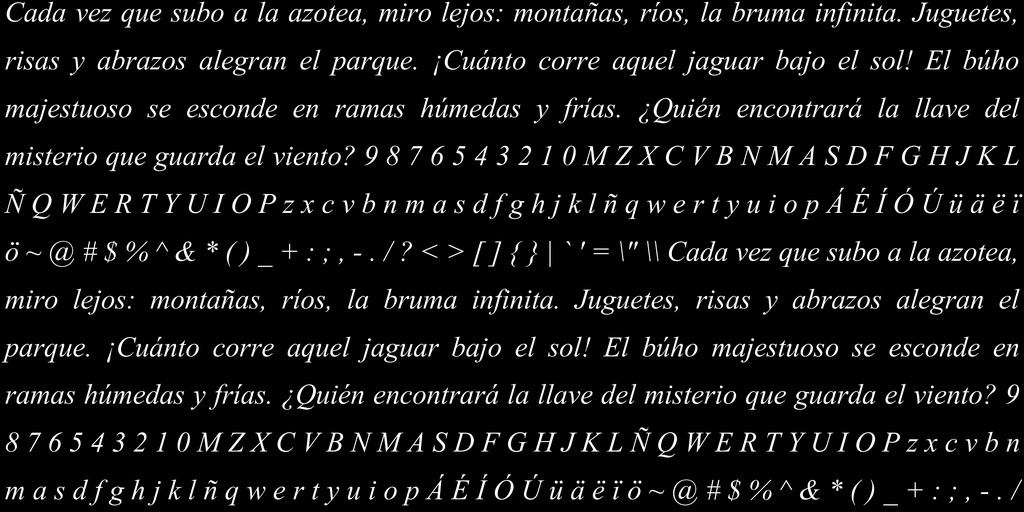 Cada vez que subo a la azotea, miro lejos: montañas, ríos, la bruma infinita. Juguetes,
risas y abrazos alegran el parque. ¡Cuánto corre aquel jaguar bajo el sol! El búho
majestuoso se esconde en ramas húmedas y frías. ¿Quién encontrará la llave del
misterio que guarda el viento? 9 8 7 6 5 4 3 2 1 0 M Z X C V B N M A S D F G H J K L
Ñ Q W E R T Y U I O P z x c v b n m a s d f g h j k l ñ q w e r t y u i o p Á É Í Ó Ú ü ä ë ï
ö ~ @ # $ % ^ & * ( ) _ + : ; , - . / ? < > [ ] { } | ` ' = \" \\ Cada vez que subo a la azotea,
miro lejos: montañas, ríos, la bruma infinita. Juguetes, risas y abrazos alegran el
parque. ¡Cuánto corre aquel jaguar bajo el sol! El búho majestuoso se esconde en
ramas húmedas y frías. ¿Quién encontrará la llave del misterio que guarda el viento? 9
8 7 6 5 4 3 2 1 0 M Z X C V B N M A S D F G H J K L Ñ Q W E R T Y U I O P z x c v b n
m a s d f g h j k l ñ q w e r t y u i o p Á É Í Ó Ú ü ä ë ï ö ~ @ # $ % ^ & * ( ) _ + : ; , - . /